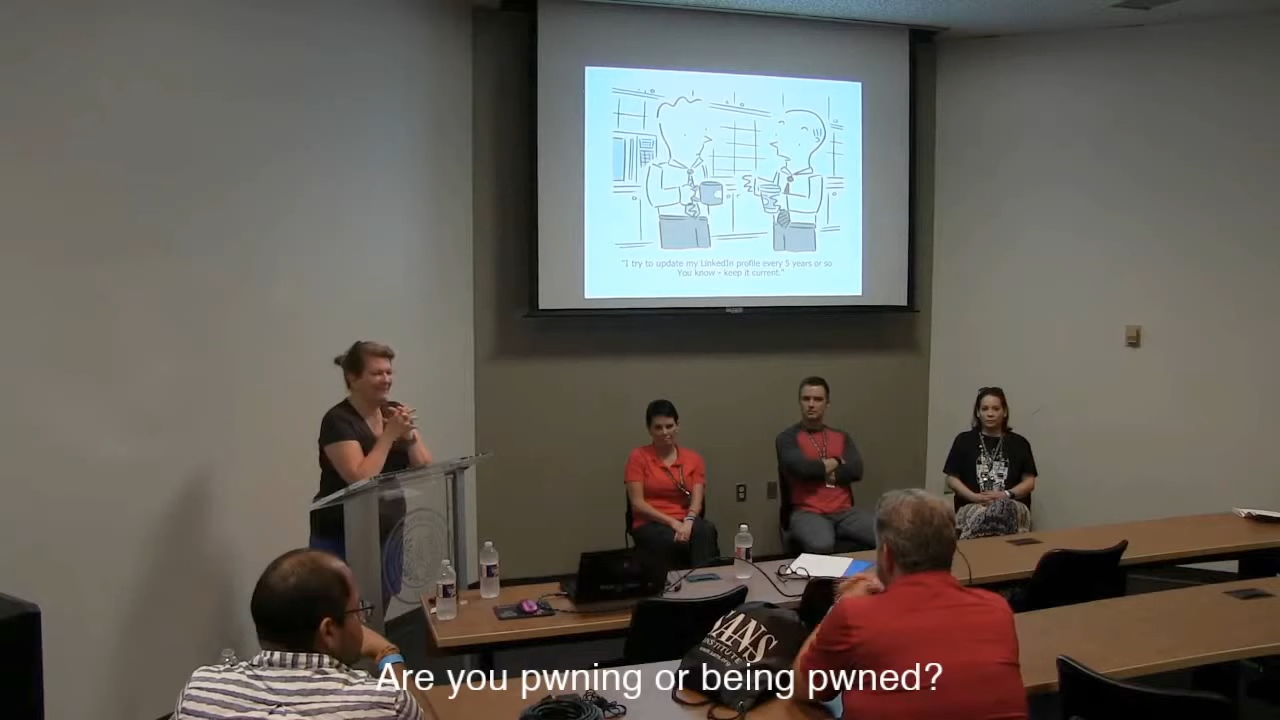 "I try to update my LinkedIn profile every 5 years or so
You know - keep it current."
SANS
INSTITUTE
Are you pwning or being pwned?